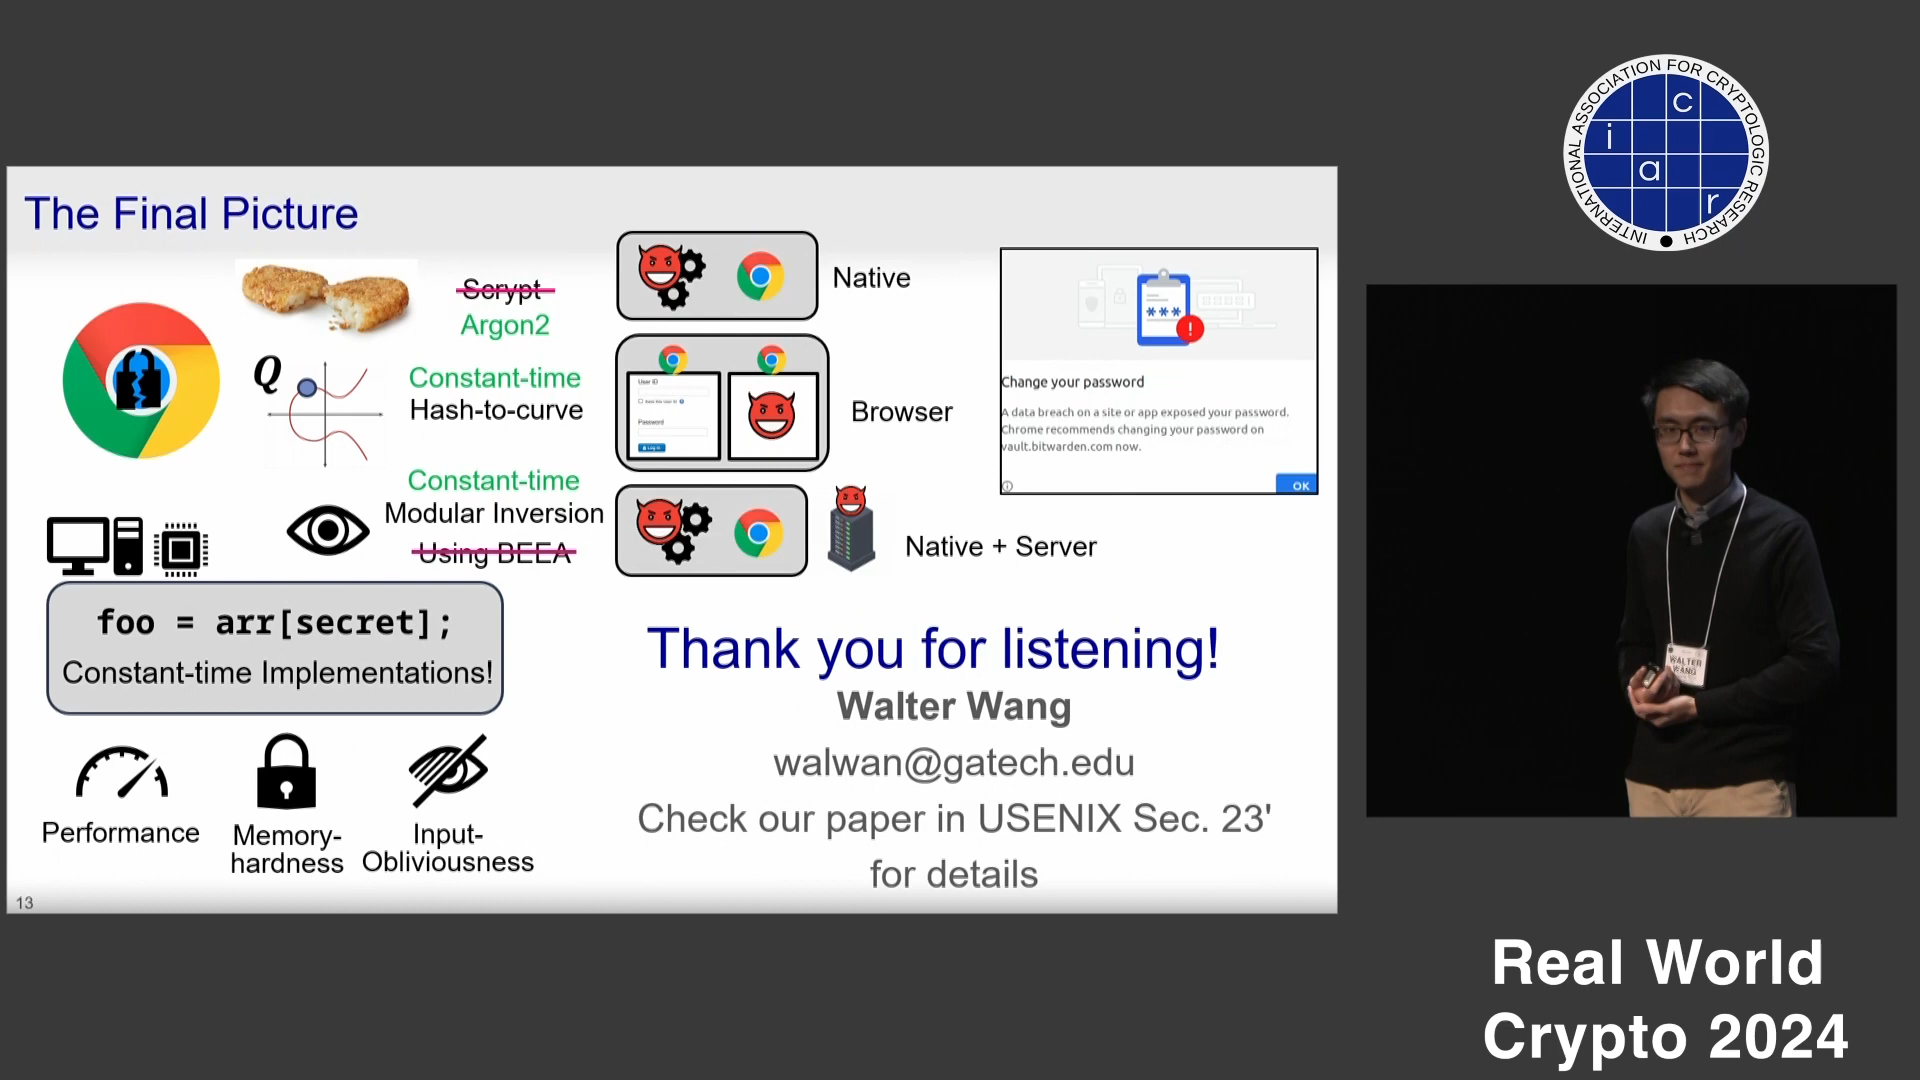 The Final Picture
Scrypt
Argon2
Q
Constant-time
Hash-to-curve
Constant-time
Modular Inversion
Using BEEA
foo = arr[secret];
Constant-time Implementations!
Performance
Memory-
hardness
Input-
Obliviousness
13
Native
User ID
Password
Log In
Browser
Native + Server
***
!
Change your password
A data breach on a site or app exposed your password.
Chrome recommends changing your password on
vault.bitwarden.com now.
OK
Thank you for listening!
Walter Wang
walwan@gatech.edu
Check our paper in USENIX Sec. 23'
for details
INTERNATIONAL ASSOCIATION FOR CRYPTOLOGIC RESEARCH
i a c r
WALTER
WANG
Real World
Crypto 2024